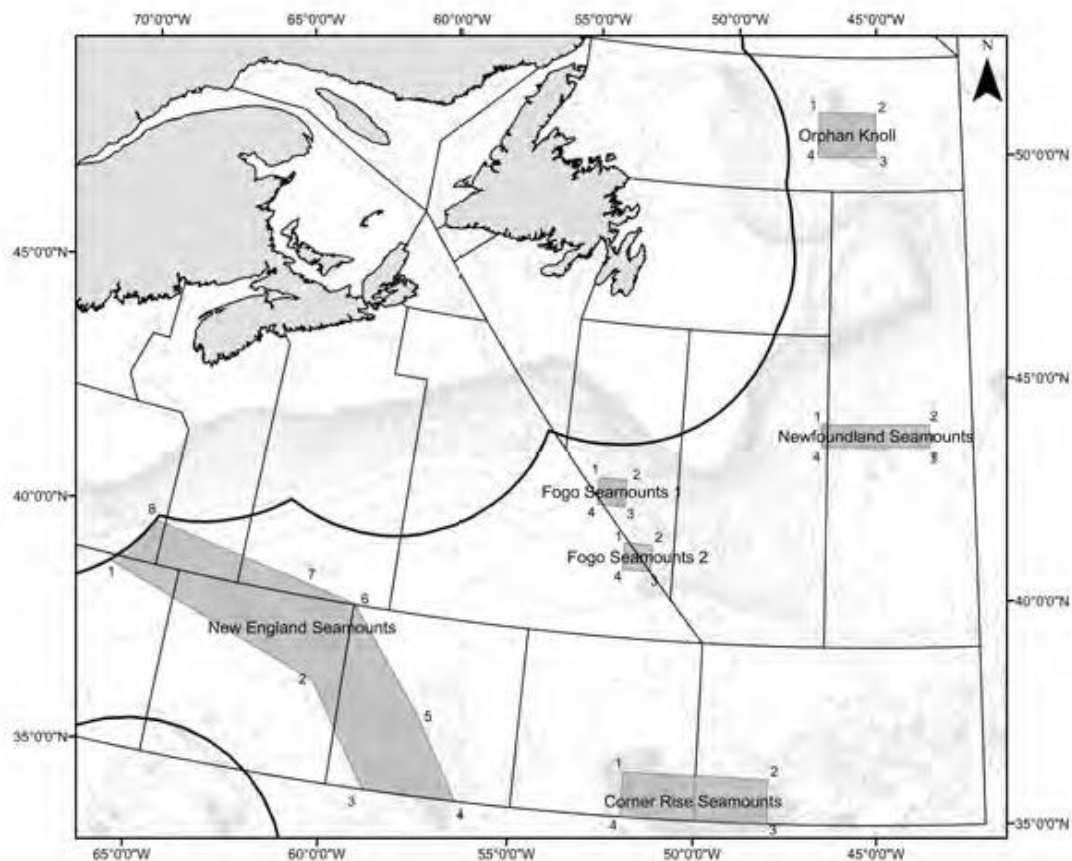 70°0'0"W 65°0'0"W 60°0'0"W 55°0'0"W 50°0'0"W 45°0'0"W
N
1 2
Orphan Knoll
4 3
50°0'0"N
45°0'0"N
45°0'0"N
1 2
Newfoundland Seamounts
4
1 2
Fogo Seamounts 1
4 3
40°0'0"N
8
1 2
Fogo Seamounts 2
4 3
1
7
6
40°0'0"N
New England Seamounts
2
5
35°0'0"N
1 2
Corner Rise Seamounts
3 4
4 3
35°0'0"N
65°0'0"W 60°0'0"W 55°0'0"W 50°0'0"W 45°0'0"W